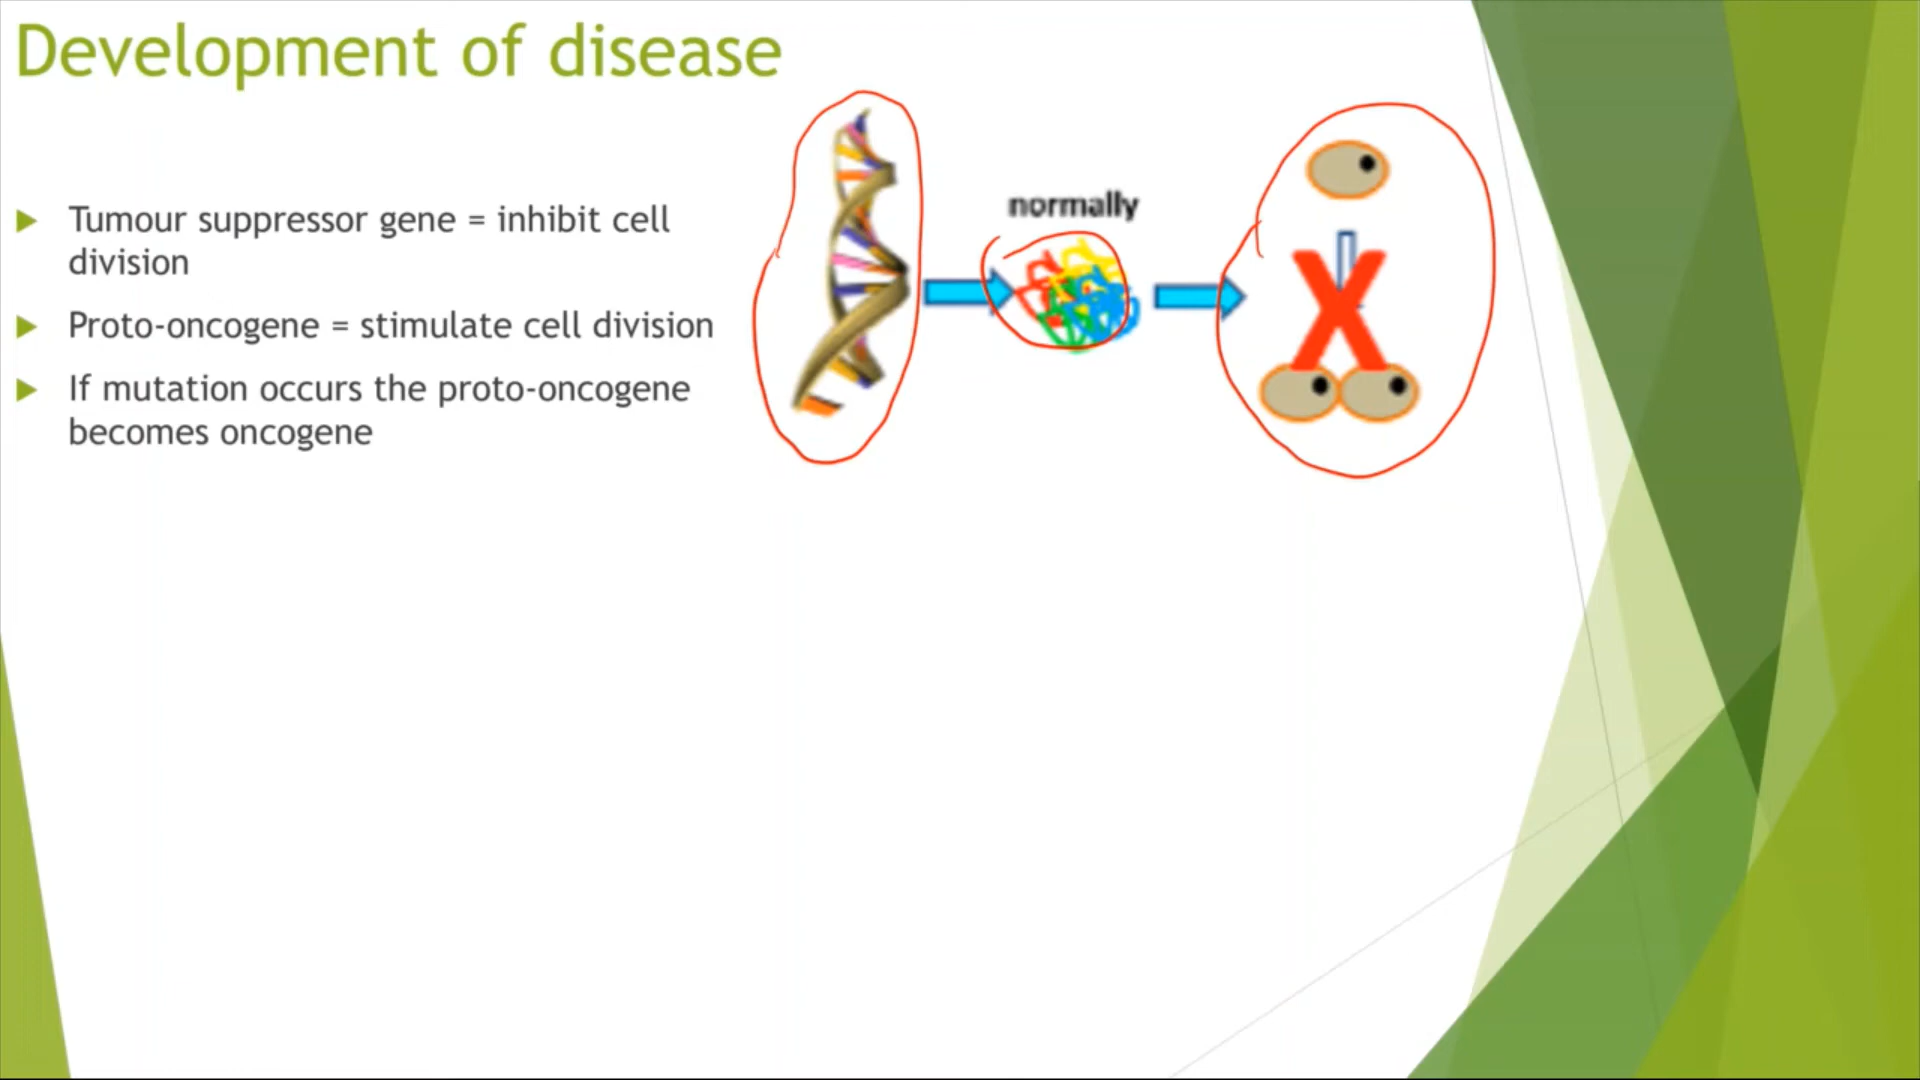 Development of disease
normally
Tumour suppressor gene = inhibit cell
division
Proto-oncogene = stimulate cell division
If mutation occurs the proto-oncogene
becomes oncogene